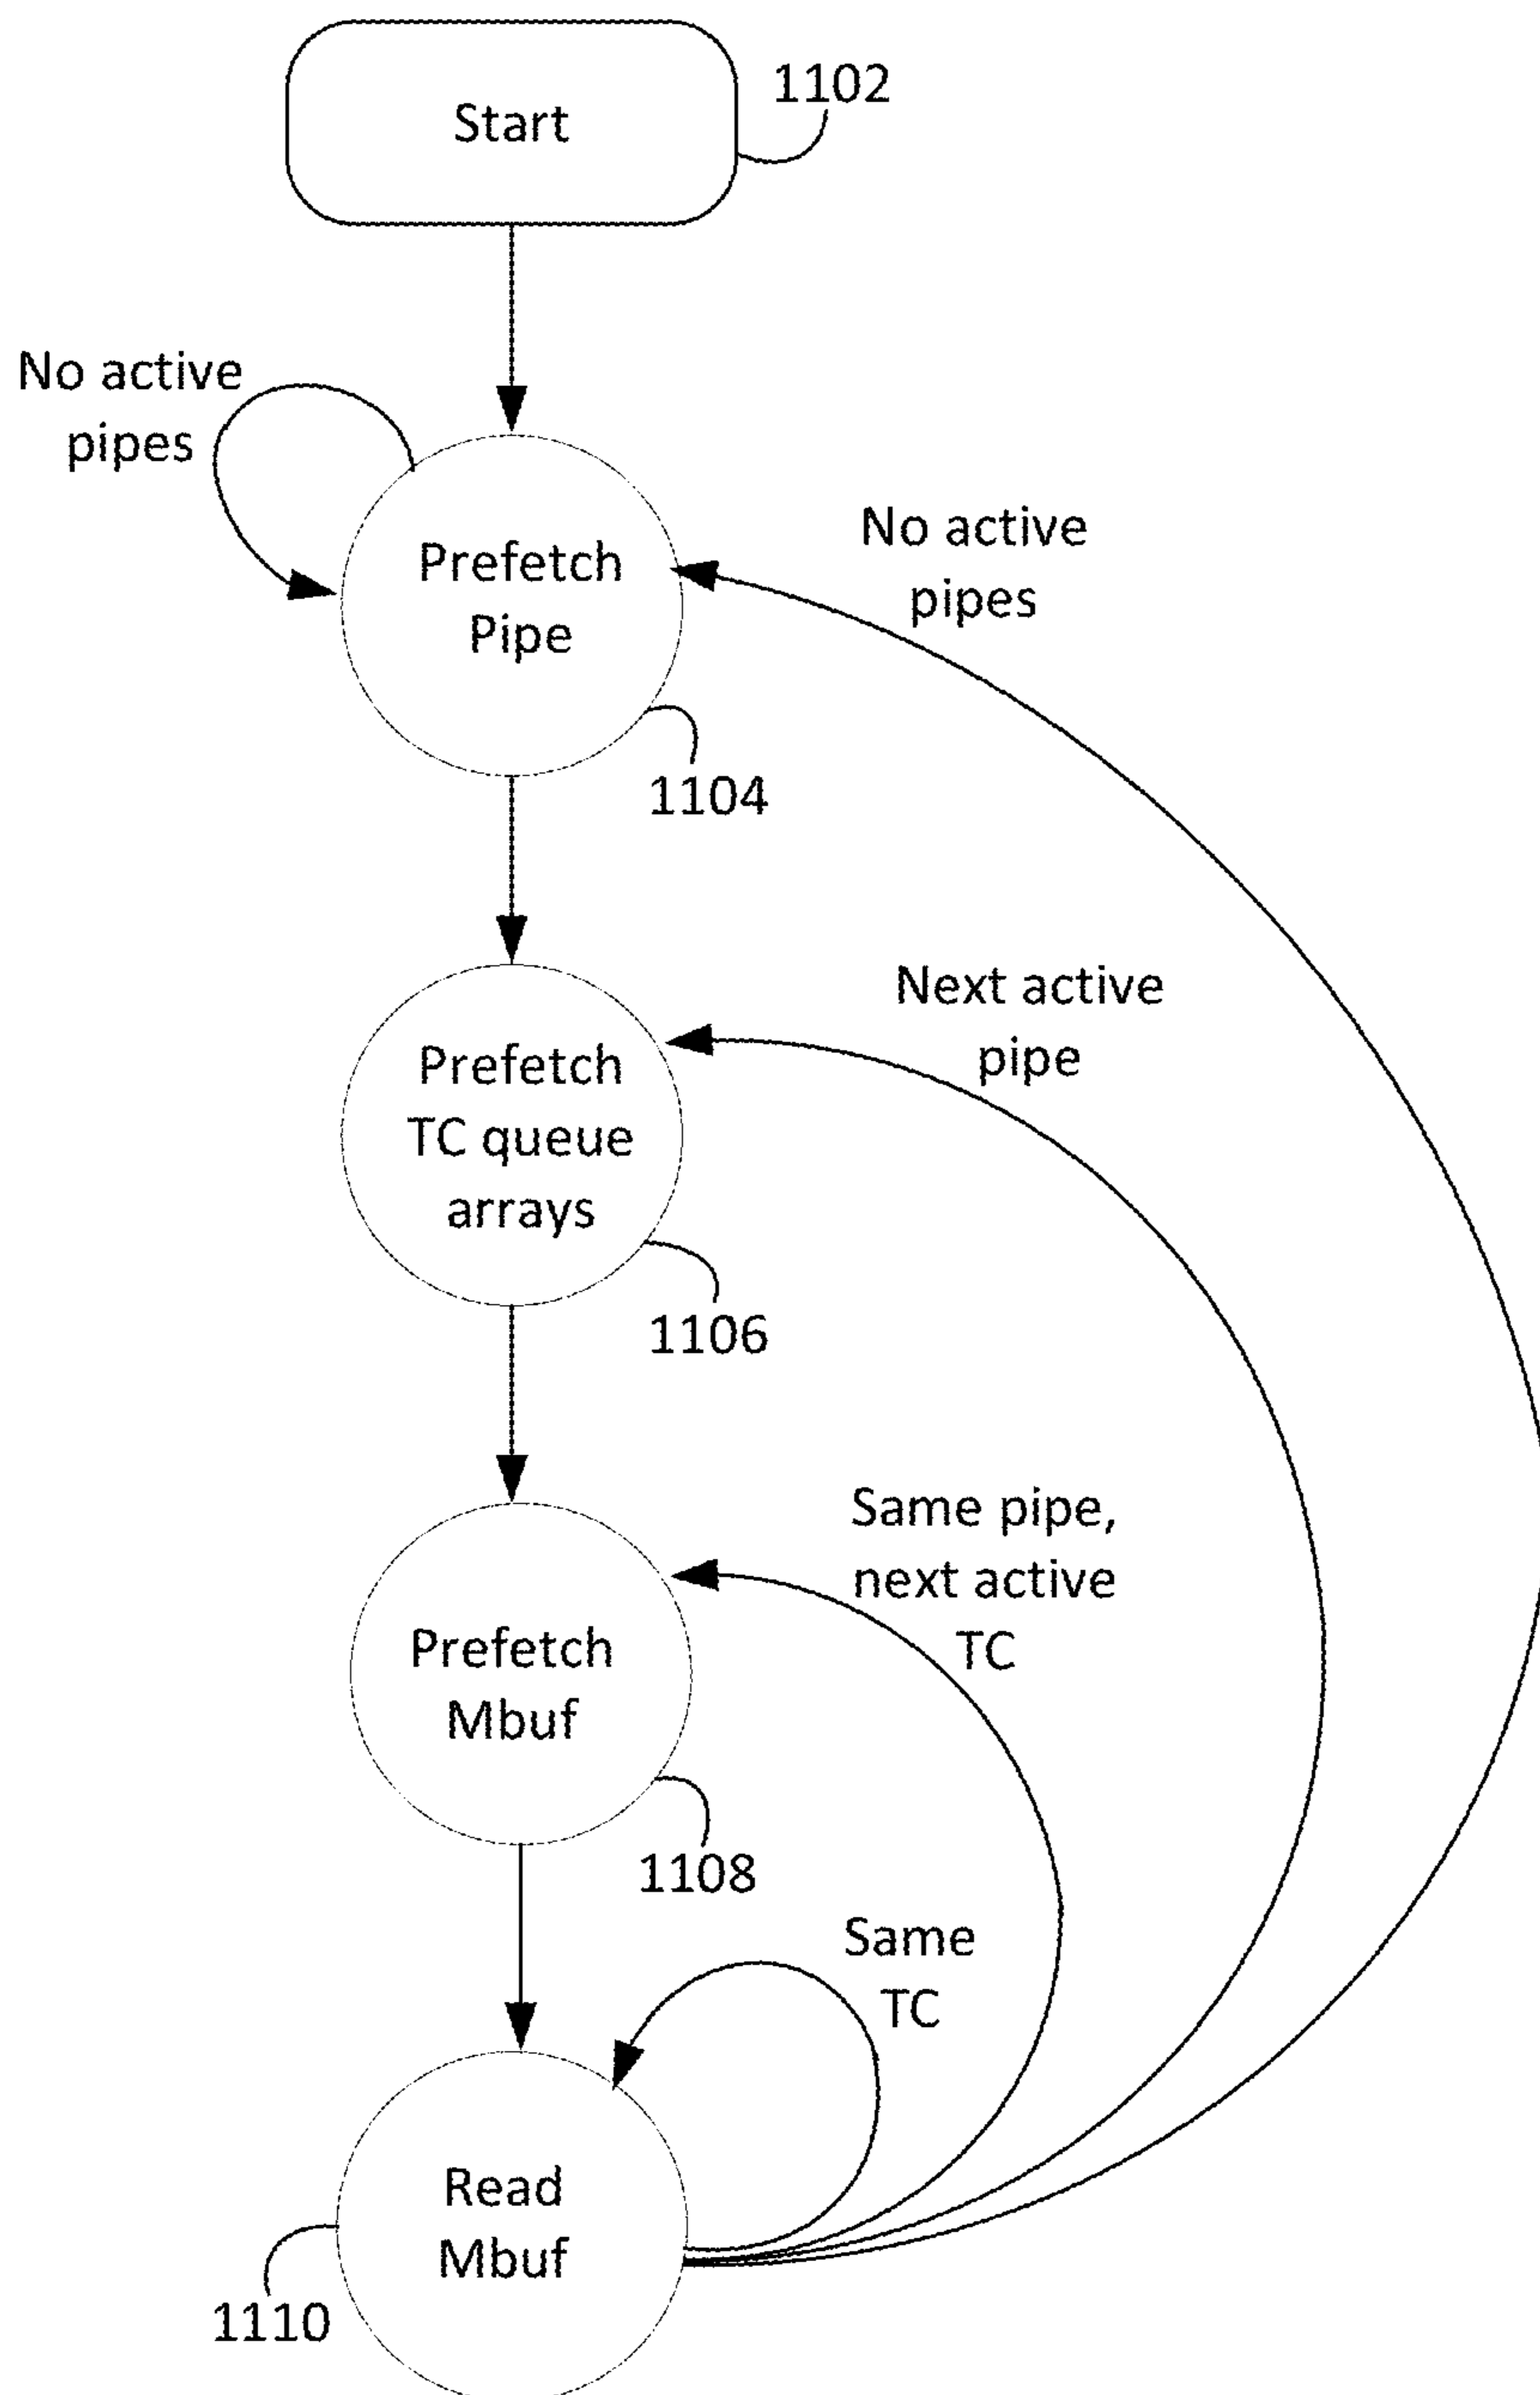 Start
1102
No active
pipes
Prefetch
Pipe
1104
No active
pipes
Prefetch
TC queue
arrays
1106
Next active
pipe
Prefetch
Mbuf
1108
Same pipe,
next active
TC
Same
TC
Read
Mbuf
1110